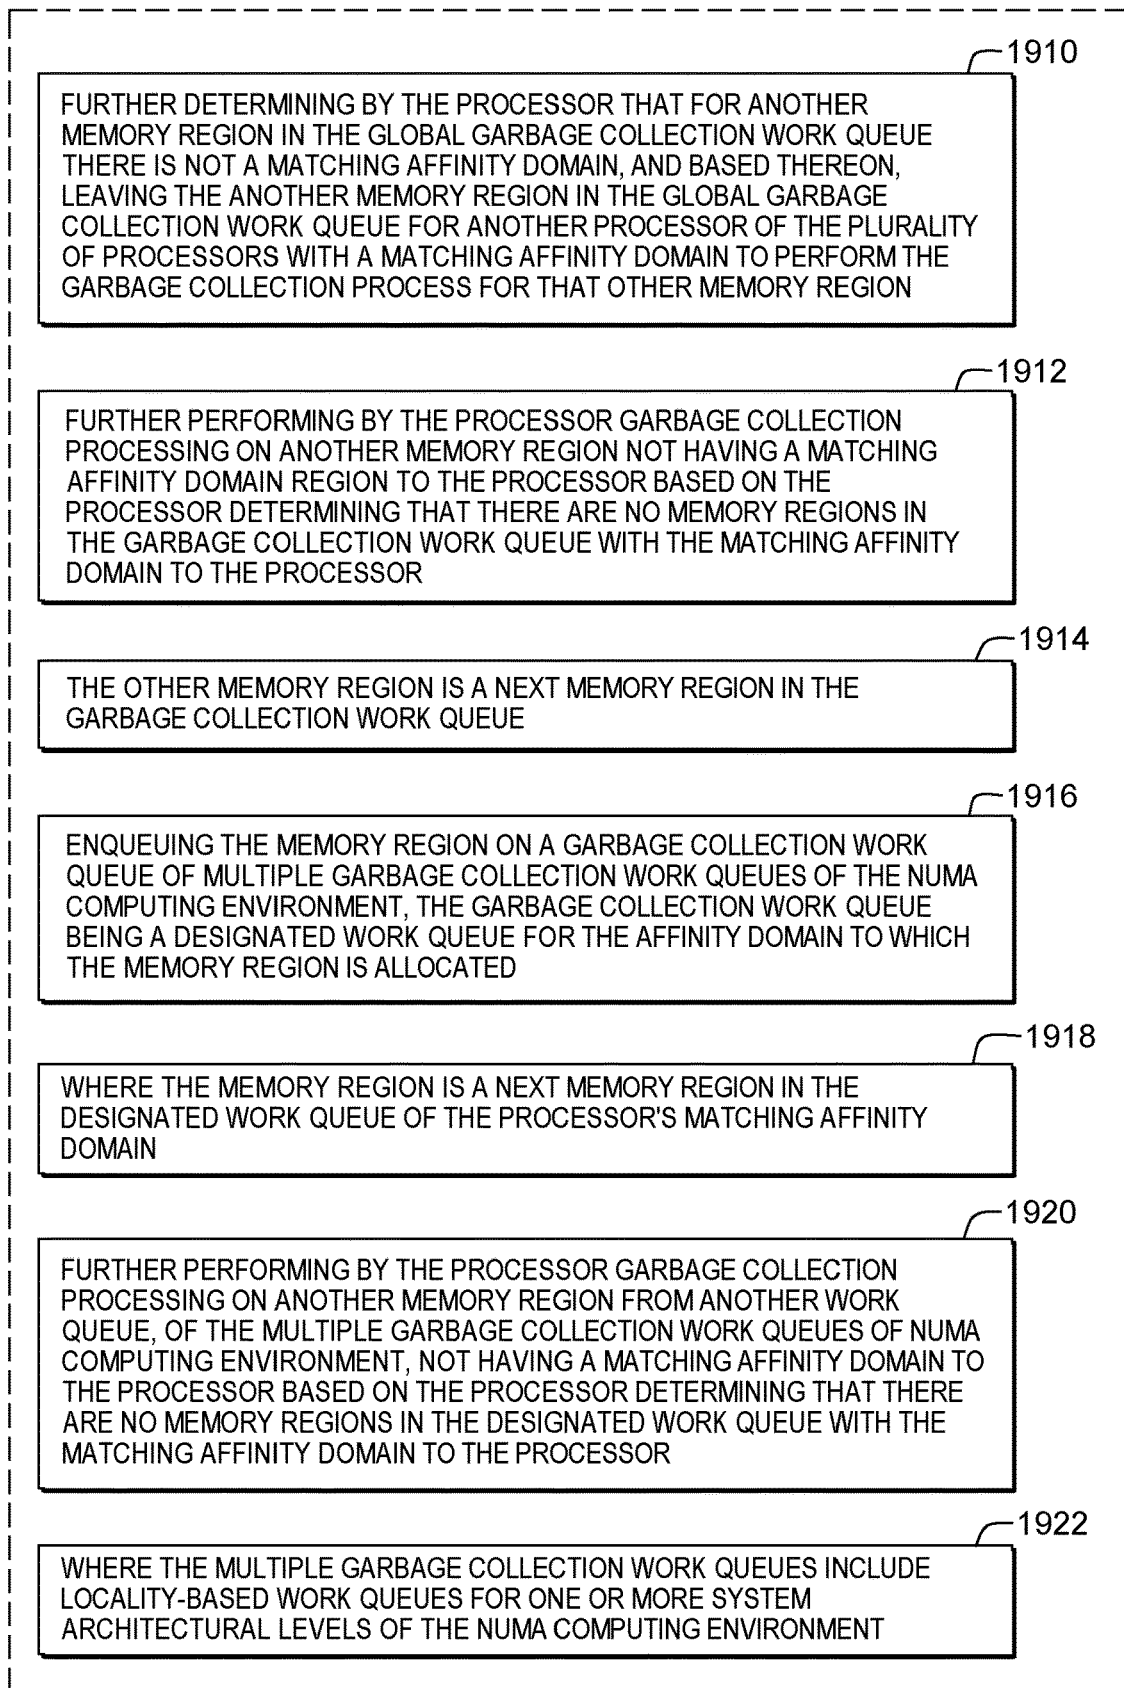 1910
FURTHER DETERMINING BY THE PROCESSOR THAT FOR ANOTHER
MEMORY REGION IN THE GLOBAL GARBAGE COLLECTION WORK QUEUE
THERE IS NOT A MATCHING AFFINITY DOMAIN, AND BASED THEREON,
LEAVING THE ANOTHER MEMORY REGION IN THE GLOBAL GARBAGE
COLLECTION WORK QUEUE FOR ANOTHER PROCESSOR OF THE PLURALITY
OF PROCESSORS WITH A MATCHING AFFINITY DOMAIN TO PERFORM THE
GARBAGE COLLECTION PROCESS FOR THAT OTHER MEMORY REGION
1912
FURTHER PERFORMING BY THE PROCESSOR GARBAGE COLLECTION
PROCESSING ON ANOTHER MEMORY REGION NOT HAVING A MATCHING
AFFINITY DOMAIN REGION TO THE PROCESSOR BASED ON THE
PROCESSOR DETERMINING THAT THERE ARE NO MEMORY REGIONS IN
THE GARBAGE COLLECTION WORK QUEUE WITH THE MATCHING AFFINITY
DOMAIN TO THE PROCESSOR
1914
THE OTHER MEMORY REGION IS A NEXT MEMORY REGION IN THE
GARBAGE COLLECTION WORK QUEUE
1916
ENQUEUING THE MEMORY REGION ON A GARBAGE COLLECTION WORK
QUEUE OF MULTIPLE GARBAGE COLLECTION WORK QUEUES OF THE NUMA
COMPUTING ENVIRONMENT, THE GARBAGE COLLECTION WORK QUEUE
BEING A DESIGNATED WORK QUEUE FOR THE AFFINITY DOMAIN TO WHICH
THE MEMORY REGION IS ALLOCATED
1918
WHERE THE MEMORY REGION IS A NEXT MEMORY REGION IN THE
DESIGNATED WORK QUEUE OF THE PROCESSOR'S MATCHING AFFINITY
DOMAIN
1920
FURTHER PERFORMING BY THE PROCESSOR GARBAGE COLLECTION
PROCESSING ON ANOTHER MEMORY REGION FROM ANOTHER WORK
QUEUE, OF THE MULTIPLE GARBAGE COLLECTION WORK QUEUES OF NUMA
COMPUTING ENVIRONMENT, NOT HAVING A MATCHING AFFINITY DOMAIN TO
THE PROCESSOR BASED ON THE PROCESSOR DETERMINING THAT THERE
ARE NO MEMORY REGIONS IN THE DESIGNATED WORK QUEUE WITH THE
MATCHING AFFINITY DOMAIN TO THE PROCESSOR
1922
WHERE THE MULTIPLE GARBAGE COLLECTION WORK QUEUES INCLUDE
LOCALITY-BASED WORK QUEUES FOR ONE OR MORE SYSTEM
ARCHITECTURAL LEVELS OF THE NUMA COMPUTING ENVIRONMENT